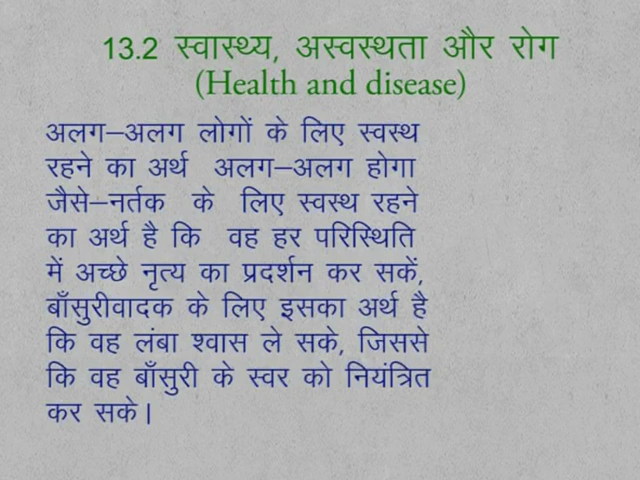 13.2 स्वास्थ्य, अस्वस्थता और रोग
(Health and disease)
अलग–अलग लोगों के लिए स्वस्थ
रहने का अर्थ अलग–अलग होगा
जैसे–नर्तक के लिए स्वस्थ रहने
का अर्थ है कि वह हर परिस्थिति
में अच्छे नृत्य का प्रदर्शन कर सकें,
बाँसुरीवादक के लिए इसका अर्थ है
कि वह लंबा श्वास ले सके, जिससे
कि वह बाँसुरी के स्वर को नियंत्रित
कर सके।